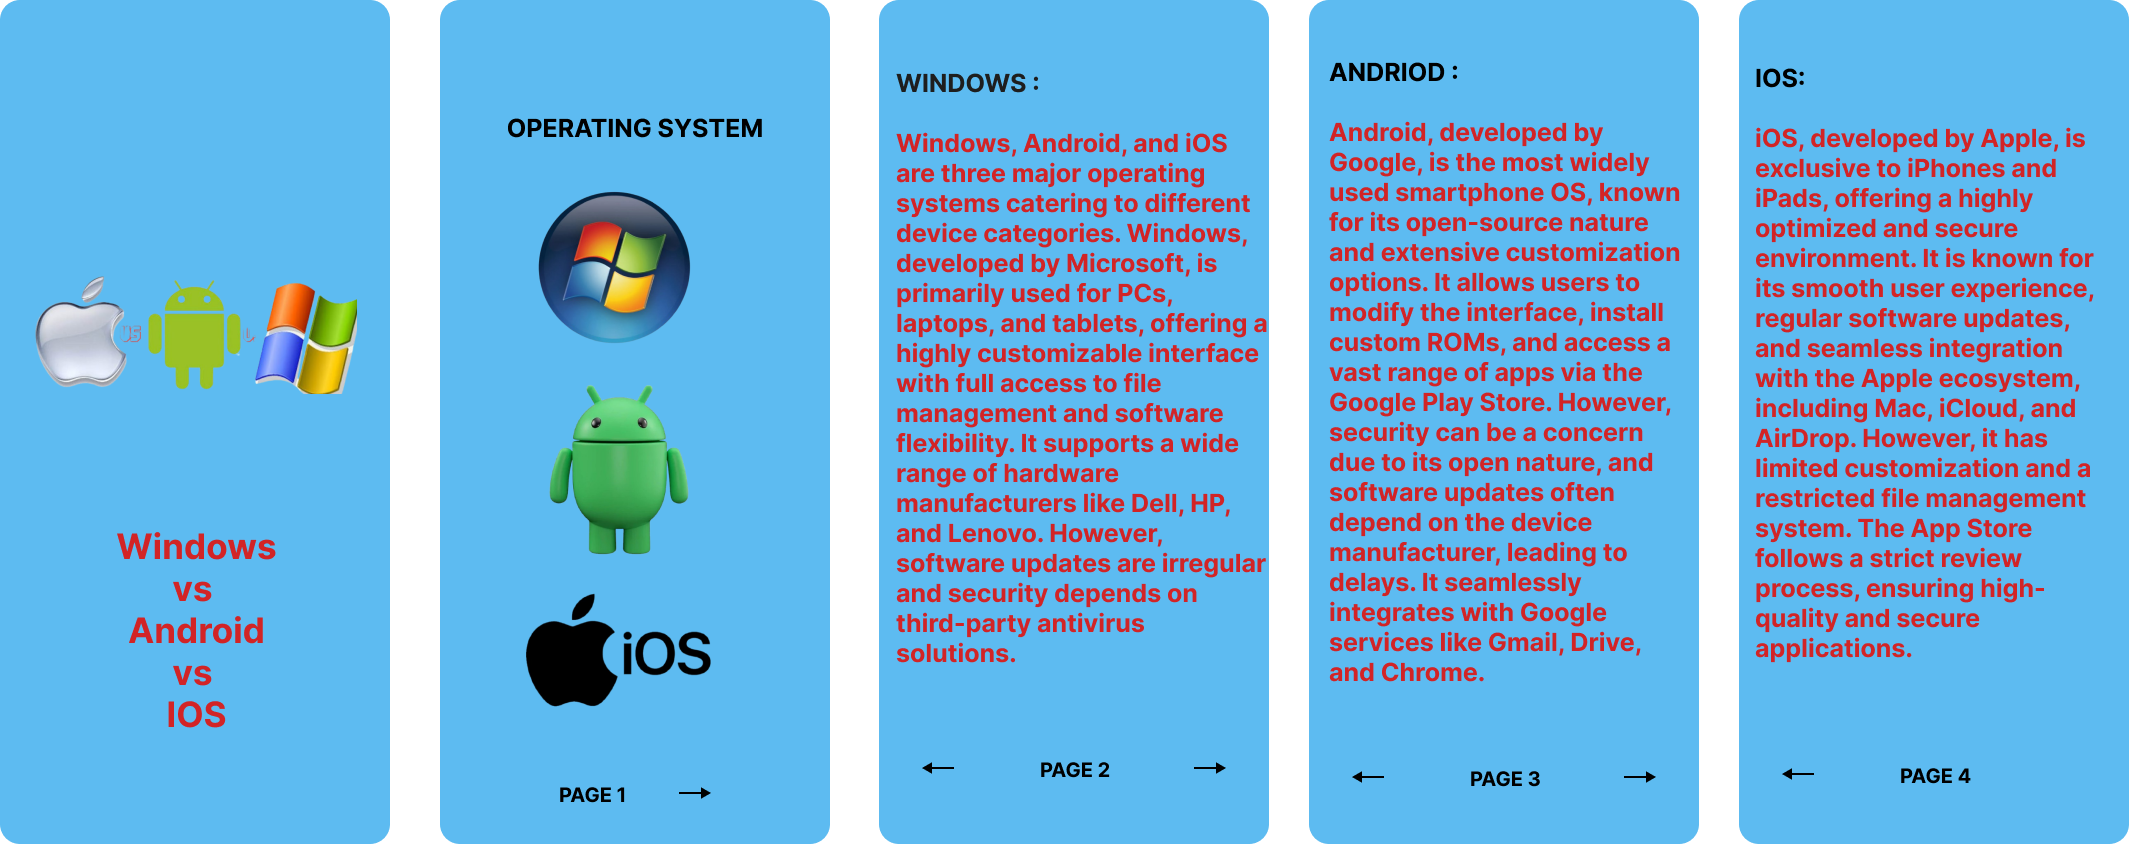 Windows
vs
Android
vs
IOS
OPERATING SYSTEM
iOS
PAGE 1
WINDOWS :
Windows, Android, and iOS
are three major operating
systems catering to different
device categories. Windows,
developed by Microsoft, is
primarily used for PCs,
laptops, and tablets, offering a
highly customizable interface
with full access to file
management and software
flexibility. It supports a wide
range of hardware
manufacturers like Dell, HP,
and Lenovo. However,
software updates are irregular
and security depends on
third-party antivirus
solutions.
PAGE 2
ANDRIOD :
Android, developed by
Google, is the most widely
used smartphone OS, known
for its open-source nature
and extensive customization
options. It allows users to
modify the interface, install
custom ROMs, and access a
vast range of apps via the
Google Play Store. However,
security can be a concern
due to its open nature, and
software updates often
depend on the device
manufacturer, leading to
delays. It seamlessly
integrates with Google
services like Gmail, Drive,
and Chrome.
PAGE 3
IOS:
iOS, developed by Apple, is
exclusive to iPhones and
iPads, offering a highly
optimized and secure
environment. It is known for
its smooth user experience,
regular software updates,
and seamless integration
with the Apple ecosystem,
including Mac, iCloud, and
AirDrop. However, it has
limited customization and a
restricted file management
system. The App Store
follows a strict review
process, ensuring high-
quality and secure
applications.
PAGE 4